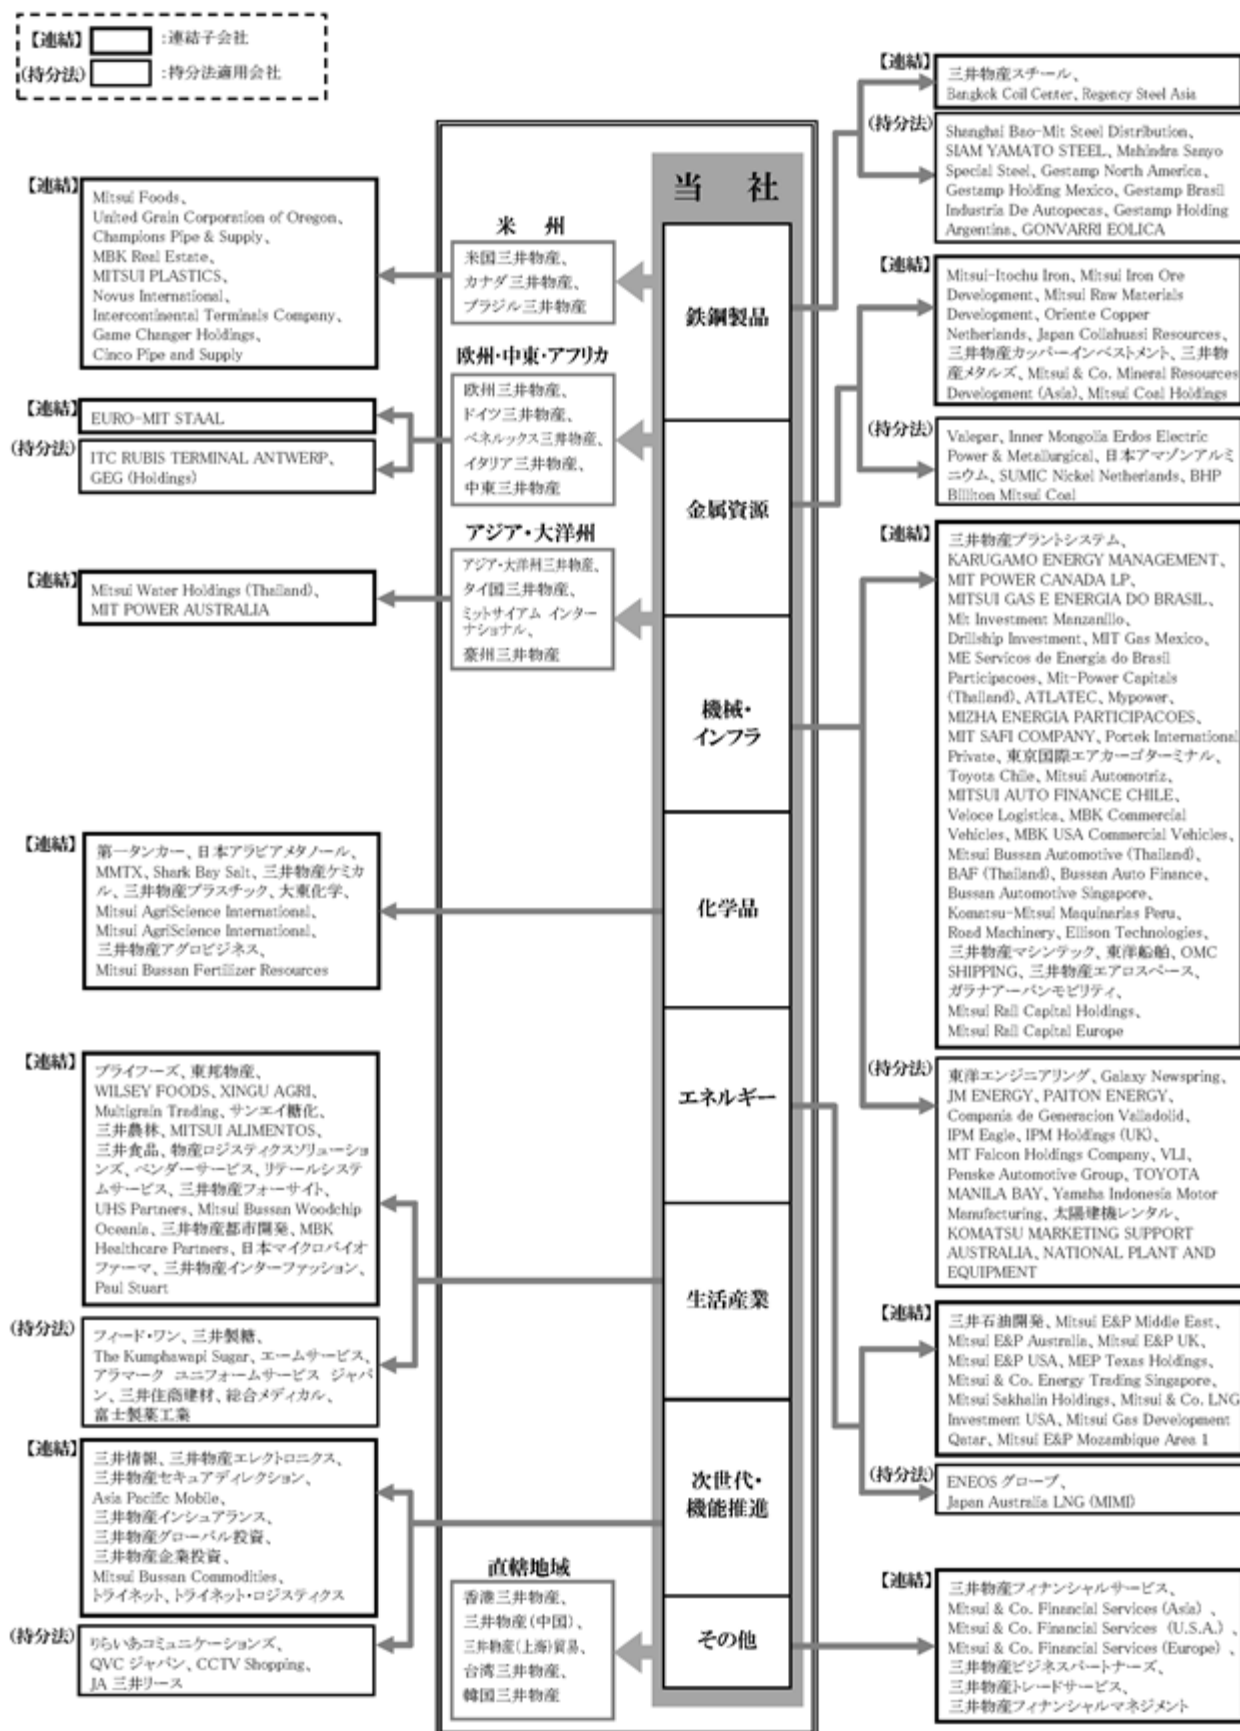 【連結】 :連結子会社
(持分法) :持分法適用会社
当 社
鉄鋼製品
金属資源
機械・
インフラ
化学品
エネルギー
生活産業
次世代・
機能推進
その他
米 州
米国三井物産、
カナダ三井物産、
ブラジル三井物産
欧州・中東・アフリカ
欧州三井物産、
ドイツ三井物産、
ベネルックス三井物産、
イタリア三井物産、
中東三井物産
アジア・大洋州
アジア・大洋州三井物産、
タイ国三井物産、
ミットサイアム インター
ナショナル、
豪州三井物産
直轄地域
香港三井物産、
三井物産(中国)、
三井物産(上海)貿易、
台湾三井物産、
韓国三井物産
【連結】
Mitsui Foods、
United Grain Corporation of Oregon、
Champions Pipe & Supply、
MBK Real Estate、
MITSUI PLASTICS、
Novus International、
Intercontinental Terminals Company、
Game Changer Holdings、
Cinco Pipe and Supply
【連結】
EURO-MIT STAAL
(持分法)
ITC RUBIS TERMINAL ANTWERP、
GEG (Holdings)
【連結】
Mitsui Water Holdings (Thailand)、
MIT POWER AUSTRALIA
【連結】
第一タンカー、日本アラビアメタノール、
MMTX、Shark Bay Salt、三井物産ケミカ
ル、三井物産プラスチック、大東化学、
Mitsui AgriScience International、
Mitsui AgriScience International、
三井物産アグロビジネス、
Mitsui Bussan Fertilizer Resources
【連結】
プライフーズ、東邦物産、
WILSEY FOODS、XINGU AGRI、
Multigrain Trading、サンエイ糖化、
三井農林、MITSUI ALIMENTOS、
三井食品、物産ロジスティクスソリューショ
ンズ、ベンダーサービス、リテールシステ
ムサービス、三井物産フォーサイト、
UHS Partners、Mitsui Bussan Woodchip
Oceania、三井物産都市開発、MBK
Healthcare Partners、日本マイクロバイオ
ファーマ、三井物産インターファッション、
Paul Stuart
(持分法)
フィード・ワン、三井製糖、
The Kumphawapi Sugar、エームサービス、
アラマーク ユニフォームサービス ジャパ
ン、三井住商建材、総合メディカル、
富士製薬工業
【連結】
三井情報、三井物産エレクトロニクス、
三井物産セキュアディレクション、
Asia Pacific Mobile、
三井物産インシュアランス、
三井物産グローバル投資、
三井物産企業投資、
Mitsui Bussan Commodities、
トライネット、トライネット・ロジスティクス
(持分法)
りらいあコミュニケーションズ、
QVC ジャパン、CCTV Shopping、
JA 三井リース
【連結】
三井物産スチール、
Bangkok Coil Center、Regency Steel Asia
(持分法)
Shanghai Bao-Mit Steel Distribution、
SIAM YAMATO STEEL、Mahindra Sanyo
Special Steel、Gestamp North America、
Gestamp Holding Mexico、Gestamp Brasil
Industria De Autopecas、Gestamp Holding
Argentina、GONVARRI EOLICA
【連結】
Mitsui-Itochu Iron、Mitsui Iron Ore
Development、Mitsui Raw Materials
Development、Oriente Copper
Netherlands、Japan Collahuasi Resources、
三井物産カッパーインベストメント、三井物
産メタルズ、Mitsui & Co. Mineral Resources
Development (Asia)、Mitsui Coal Holdings
(持分法)
Valepar、Inner Mongolia Erdos Electric
Power & Metallurgical、日本アマゾンアルミ
ニウム、SUMIC Nickel Netherlands、BHP
Billiton Mitsui Coal
【連結】
三井物産プラントシステム、
KARUGAMO ENERGY MANAGEMENT、
MIT POWER CANADA LP、
MITSUI GAS E ENERGIA DO BRASIL、
Mit Investment Manzanillo、
Drillship Investment、MIT Gas Mexico、
ME Servicos de Energia do Brasil
Participacoes、Mit-Power Capitals
(Thailand)、ATLATEC、Mypower、
MIZHA ENERGIA PARTICIPACOES、
MIT SAFI COMPANY、Portek International
Private、東京国際エアカーゴターミナル、
Toyota Chile、Mitsui Automotriz、
MITSUI AUTO FINANCE CHILE、
Veloce Logistica、MBK Commercial
Vehicles、MBK USA Commercial Vehicles、
Mitsui Bussan Automotive (Thailand)、
BAF (Thailand)、Bussan Auto Finance、
Bussan Automotive Singapore、
Komatsu-Mitsui Maquinarias Peru、
Road Machinery、Ellison Technologies、
三井物産マシンテック、東洋船舶、OMC
SHIPPING、三井物産エアロスペース、
ガラナアーバンモビリティ、
Mitsui Rail Capital Holdings、
Mitsui Rail Capital Europe
(持分法)
東洋エンジニアリング、Galaxy Newspring、
JM ENERGY、PAITON ENERGY、
Compania de Generacion Valladolid、
IPM Eagle、IPM Holdings (UK)、
MT Falcon Holdings Company、VLI、
Penske Automotive Group、TOYOTA
MANILA BAY、Yamaha Indonesia Motor
Manufacturing、太陽建機レンタル、
KOMATSU MARKETING SUPPORT
AUSTRALIA、NATIONAL PLANT AND
EQUIPMENT
【連結】
三井石油開発、Mitsui E&P Middle East、
Mitsui E&P Australia、Mitsui E&P UK、
Mitsui E&P USA、MEP Texas Holdings、
Mitsui & Co. Energy Trading Singapore、
Mitsui Sakhalin Holdings、Mitsui & Co. LNG
Investment USA、Mitsui Gas Development
Qatar、Mitsui E&P Mozambique Area 1
(持分法)
ENEOS グローブ、
Japan Australia LNG (MIMI)
【連結】
三井物産フィナンシャルサービス、
Mitsui & Co. Financial Services (Asia) 、
Mitsui & Co. Financial Services (U.S.A.) 、
Mitsui & Co. Financial Services (Europe) 、
三井物産ビジネスパートナーズ、
三井物産トレードサービス、
三井物産フィナンシャルマネジメント